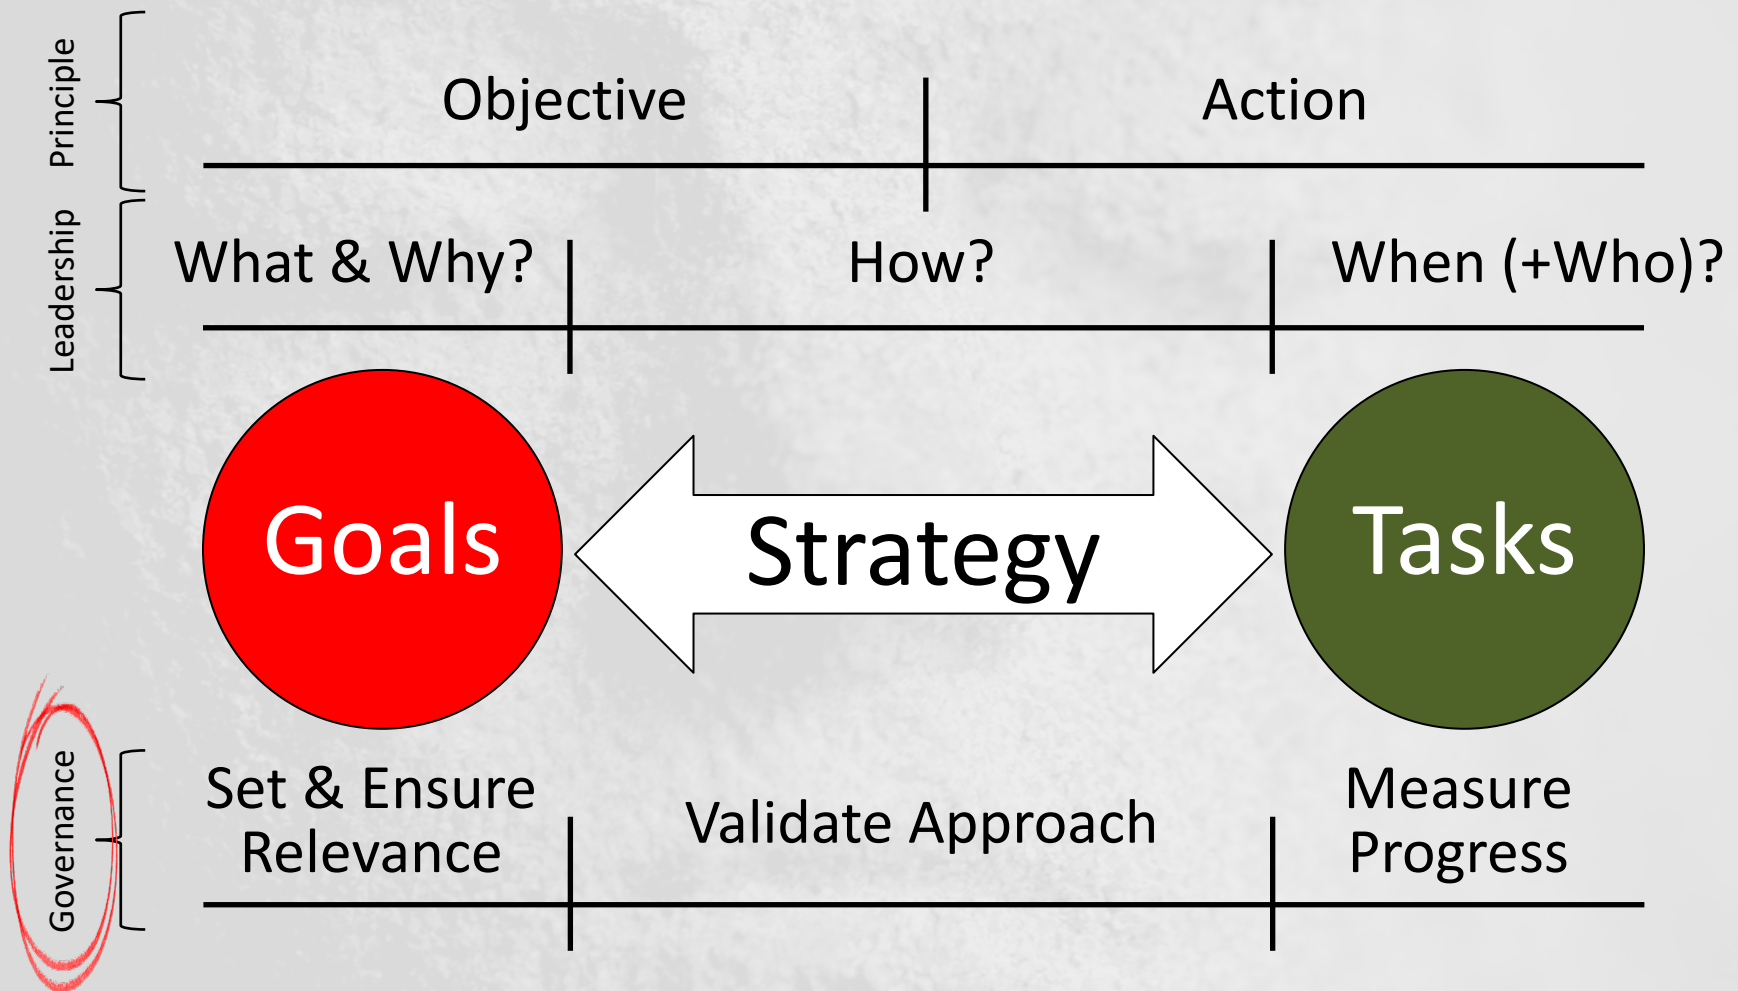 Principle
Objective
Action
Leadership
What & Why?
How?
When (+Who)?
Goals
Strategy
Tasks
Governance
Set & Ensure
Relevance
Validate Approach
Measure
Progress